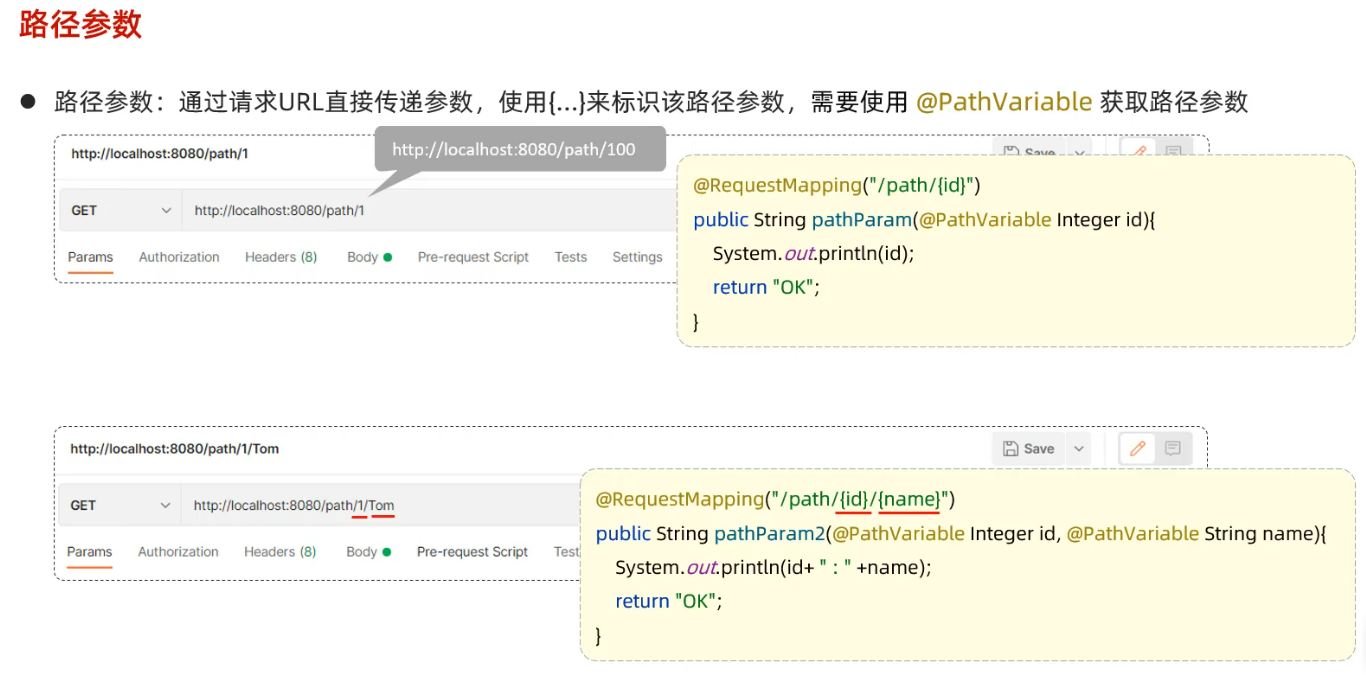 路径参数
● 路径参数：通过请求URL直接传递参数，使用{…}来标识该路径参数，需要使用 @PathVariable 获取路径参数
http://localhost:8080/path/1
http://localhost:8080/path/100
Save
GET http://localhost:8080/path/1
Params Authorization Headers (8) Body Pre-request Script Tests Settings
@RequestMapping("/path/{id}")
public String pathParam(@PathVariable Integer id){
System.out.println(id);
return "OK";
}
http://localhost:8080/path/1/Tom
Save
GET http://localhost:8080/path/1/Tom
Params Authorization Headers (8) Body Pre-request Script Test
@RequestMapping("/path/{id}/{name}")
public String pathParam2(@PathVariable Integer id, @PathVariable String name){
System.out.println(id+ " : " +name);
return "OK";
}